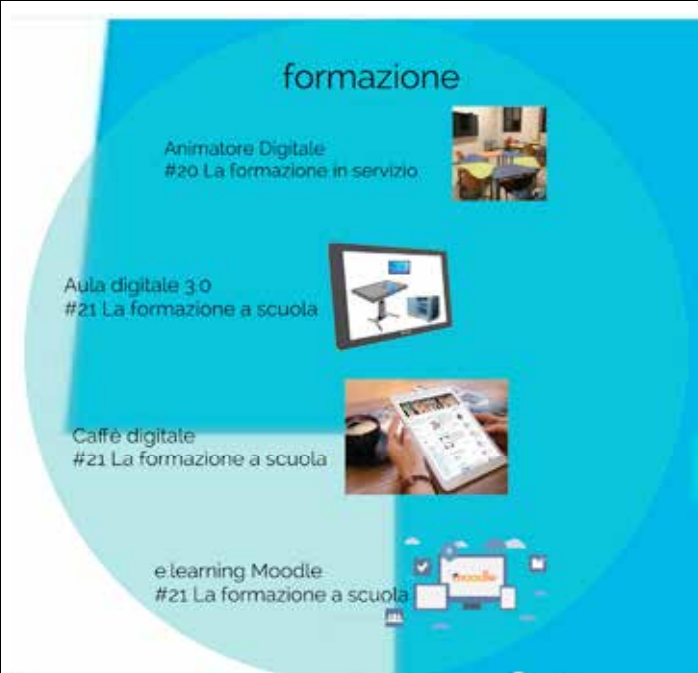 formazione
Animatore Digitale
#20 La formazione in servizio
Aula digitale 3.0
#21 La formazione a scuola
Caffè digitale
#21 La formazione a scuola
e.learning Moodle
#21 La formazione a scuola
moodle